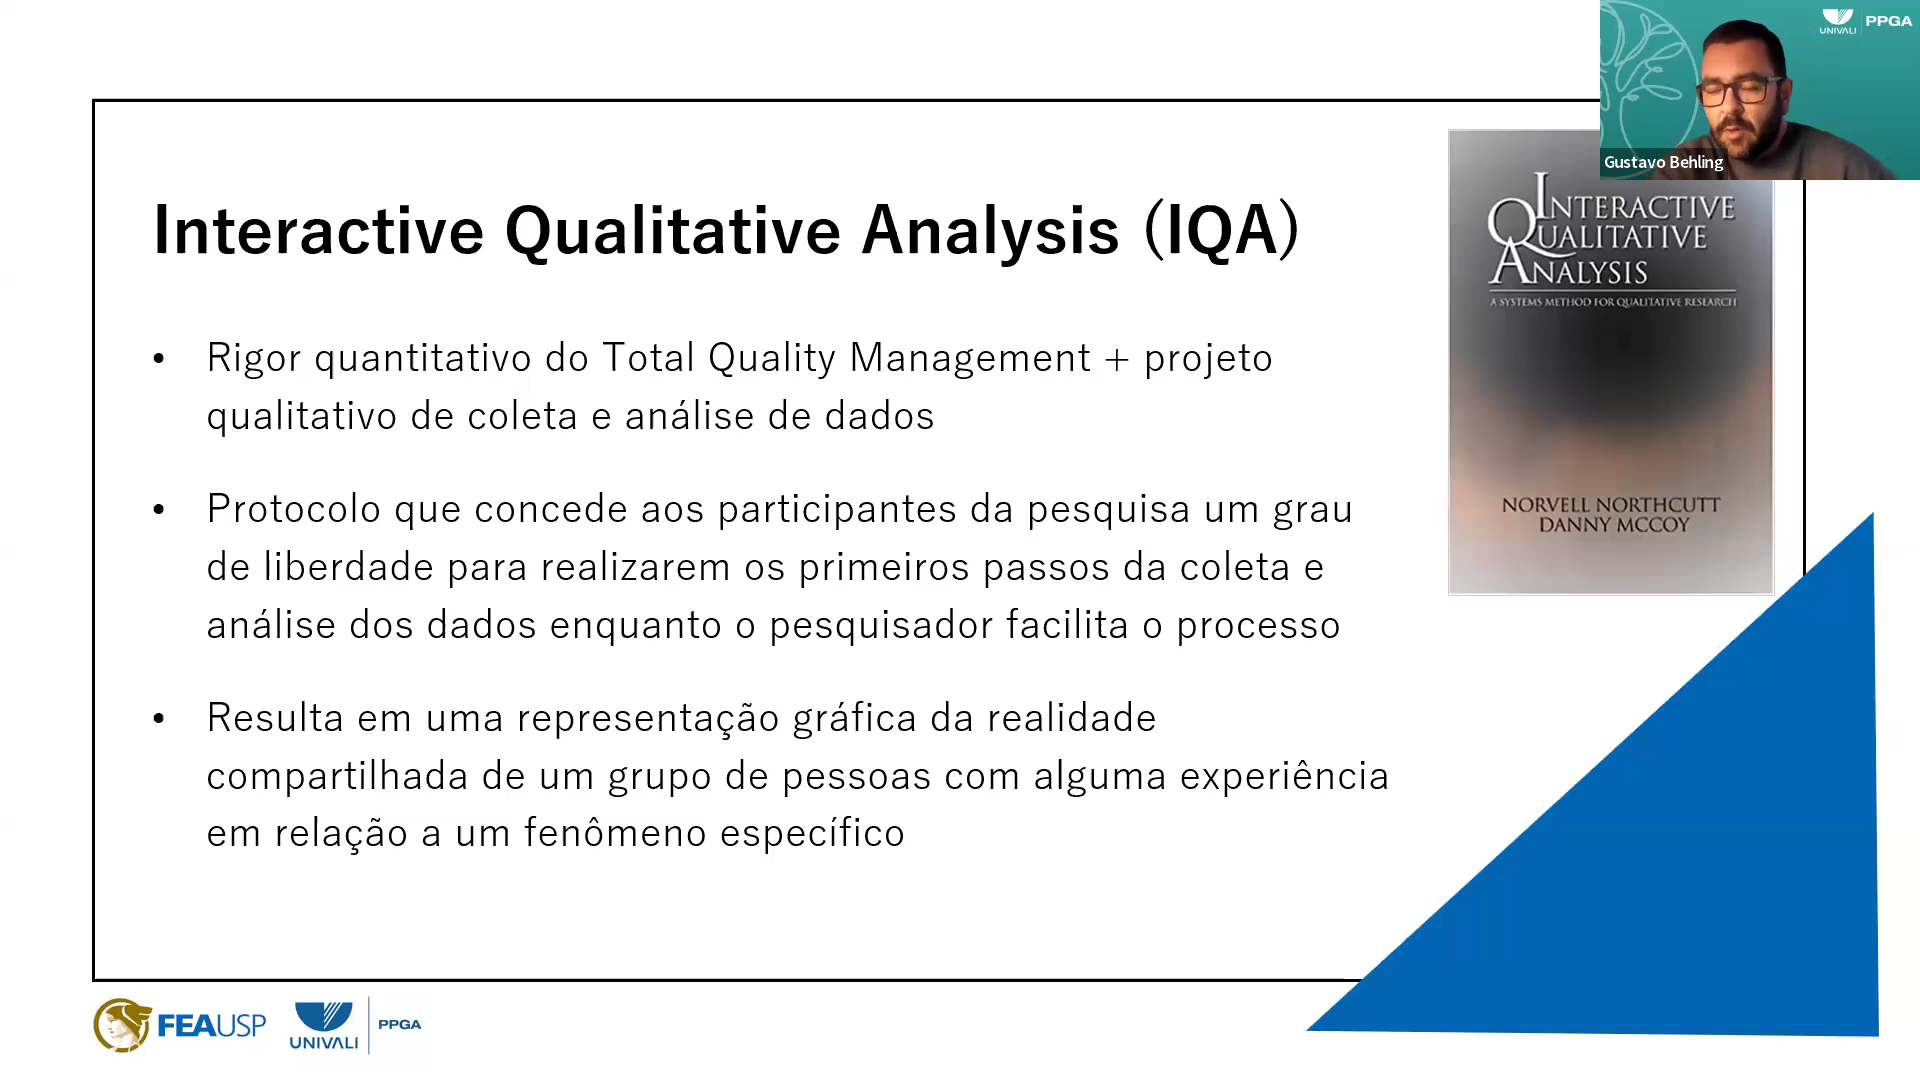 UNIVALI PPGA
Gustavo Behling
Interactive Qualitative Analysis (IQA)
• Rigor quantitativo do Total Quality Management + projeto
qualitativo de coleta e análise de dados
• Protocolo que concede aos participantes da pesquisa um grau
de liberdade para realizarem os primeiros passos da coleta e
análise dos dados enquanto o pesquisador facilita o processo
• Resulta em uma representação gráfica da realidade
compartilhada de um grupo de pessoas com alguma experiência
em relação a um fenômeno específico
INTERACTIVE
QUALITATIVE
ANALYSIS
A SYSTEMS METHOD FOR QUALITATIVE RESEARCH
NORVELL NORTHCUTT
DANNY MCCOY
FEAUSP
UNIVALI
PPGA